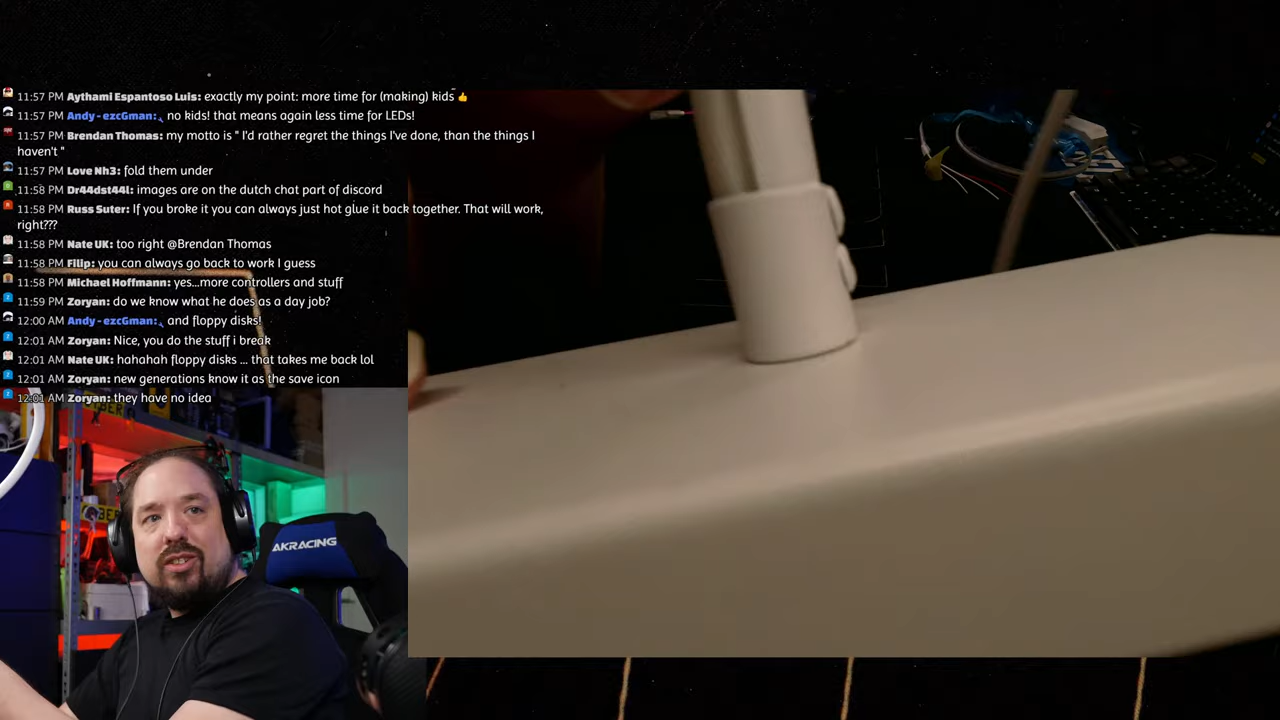 11:57 PM Aythami Espantoso Luis: exactly my point: more time for (making) kids👍
11:57 PM Andy - ezcGman: no kids! that means again less time for LEDs!
11:57 PM Brendan Thomas: my motto is " I'd rather regret the things I've done, than the things I
haven't "
11:57 PM Love Nh3: fold them under
11:58 PM Dr44dst44l: images are on the dutch chat part of discord
11:58 PM Russ Suter: If you broke it you can always just hot glue it back together. That will work,
right???
11:58 PM Nate UK: too right @Brendan Thomas
11:58 PM Filip: you can always go back to work I guess
11:58 PM Michael Hoffmann: yes...more controllers and stuff
11:59 PM Zoryan: do we know what he does as a day job?
12:00 AM Andy - ezcGman: and floppy disks!
12:01 AM Zoryan: Nice, you do the stuff i break
12:01 AM Nate UK: hahahah floppy disks ... that takes me back lol
12:01 AM Zoryan: new generations know it as the save icon
12:01 AM Zoryan: they have no idea
AKRACING